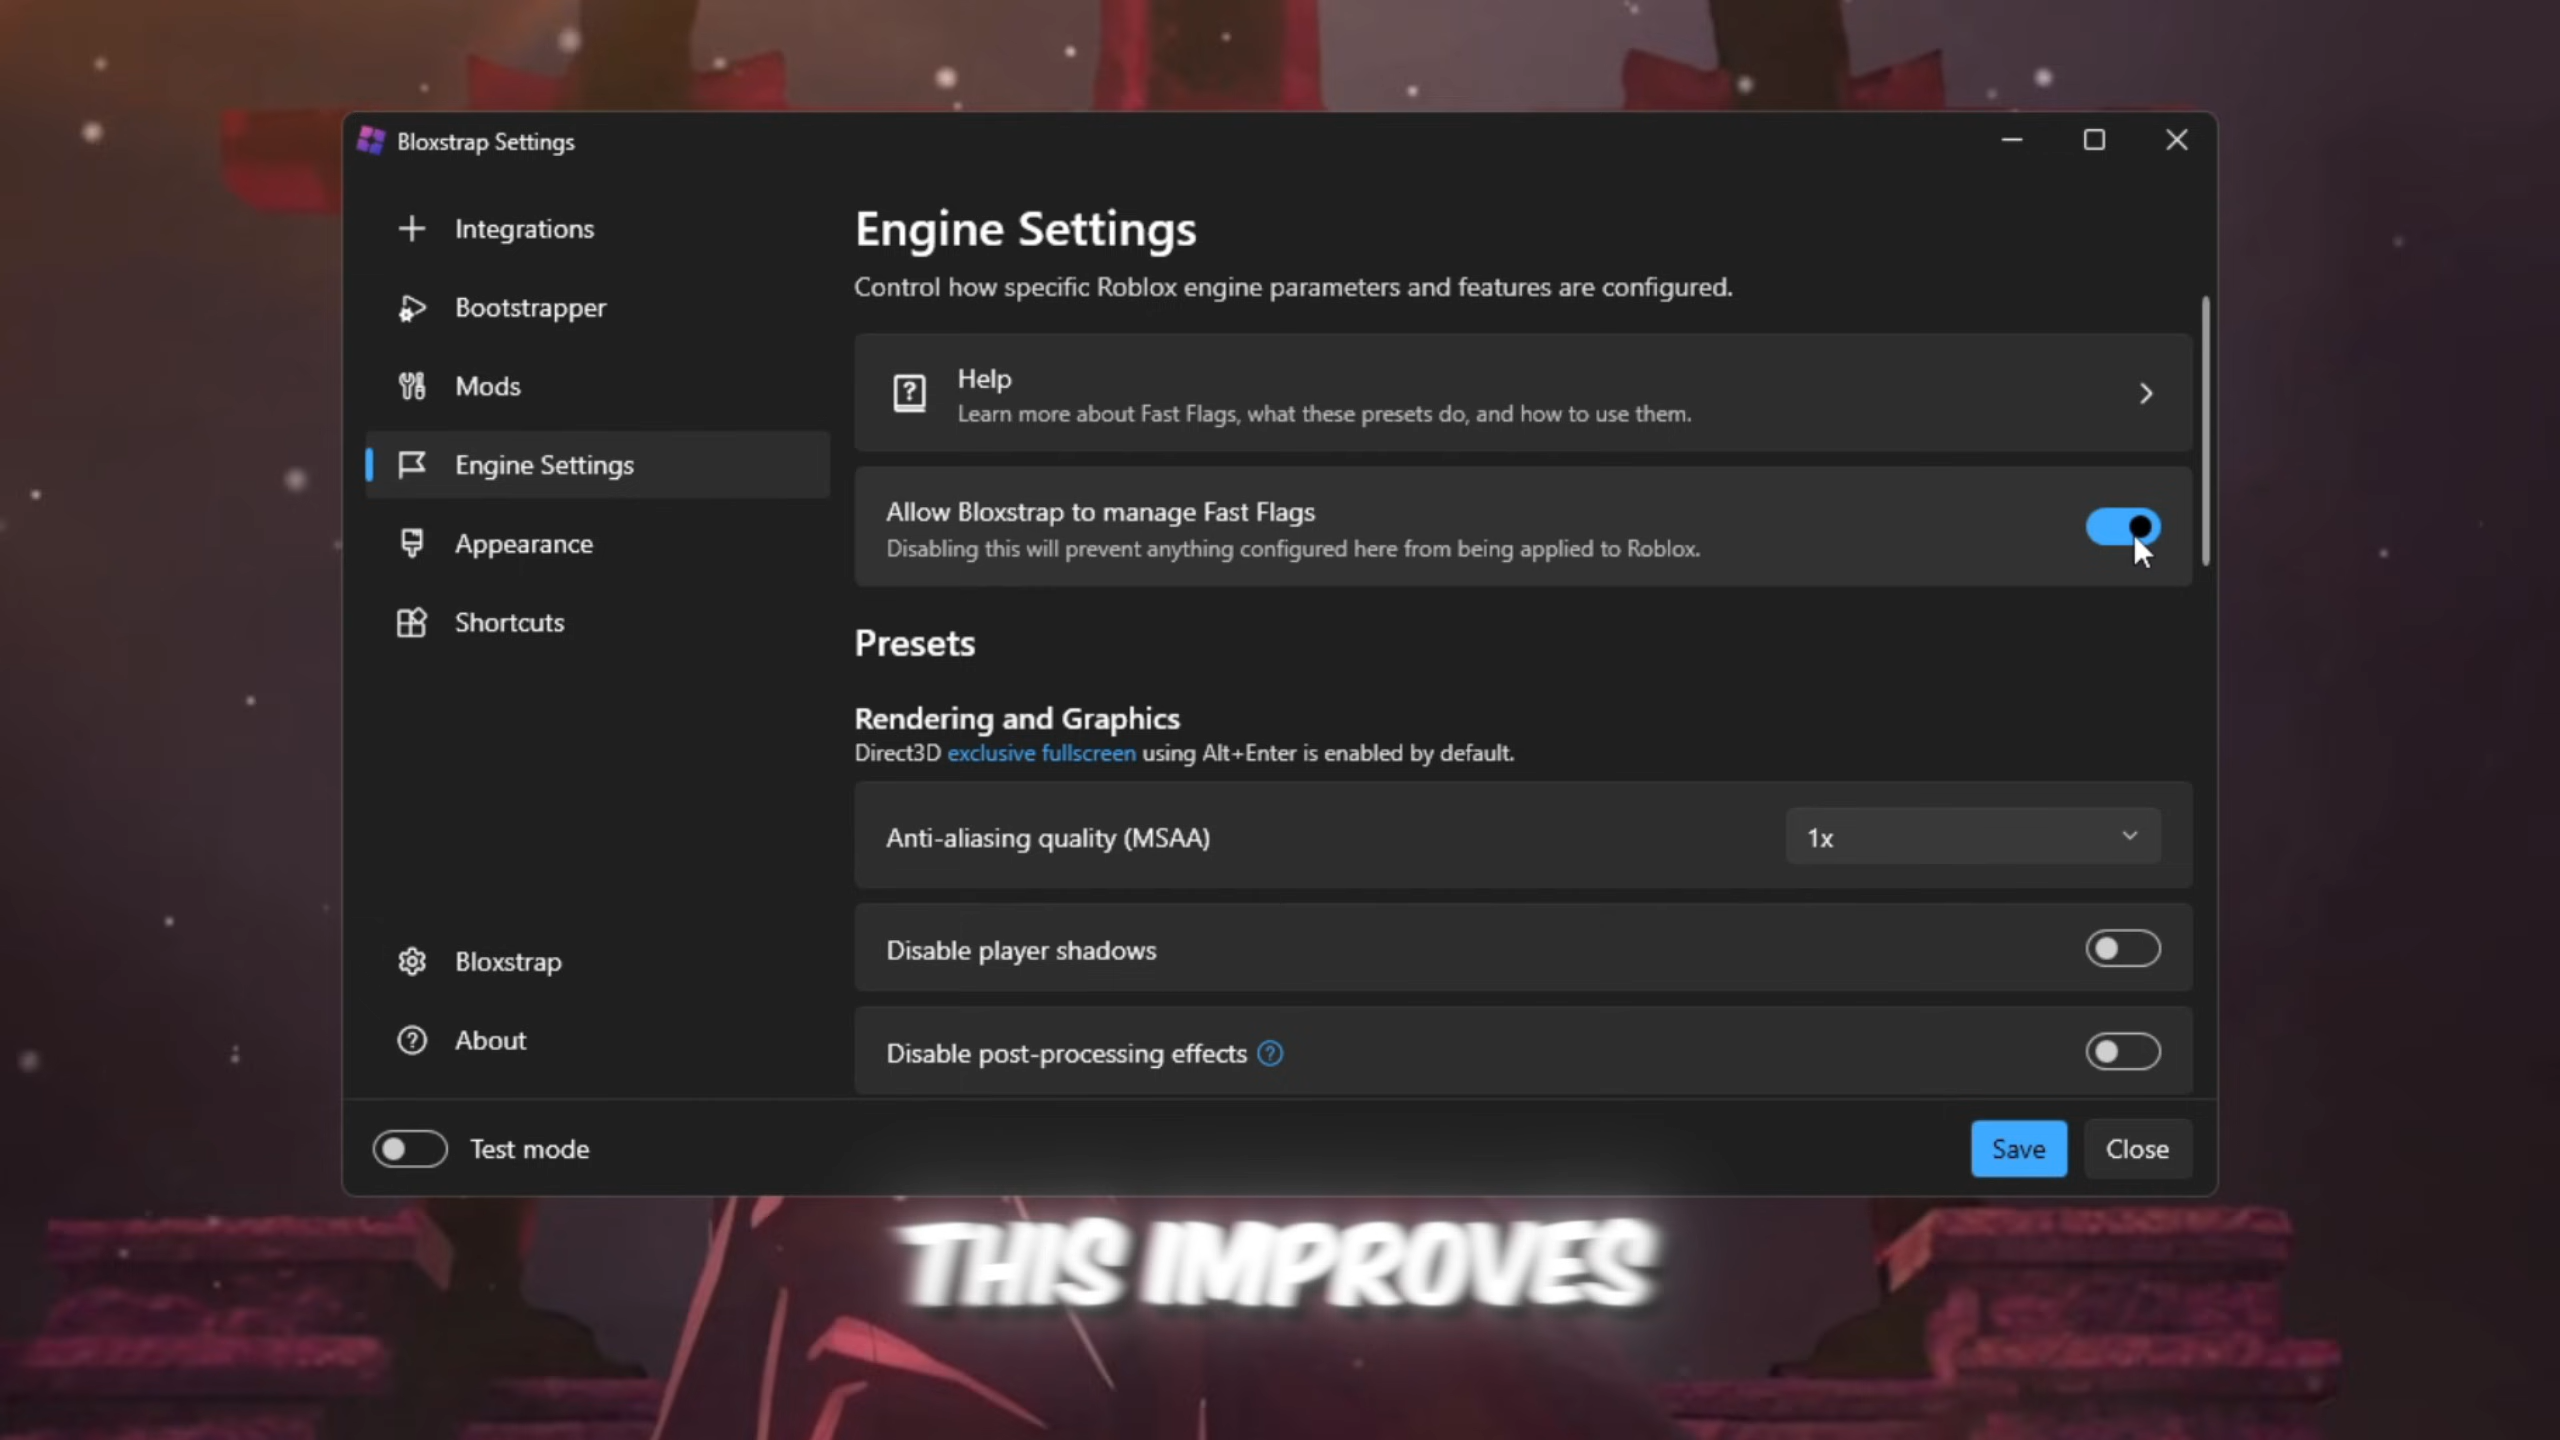 Bloxstrap Settings
Integrations
Bootstrapper
Mods
Engine Settings
Appearance
Shortcuts
Bloxstrap
About
Engine Settings
Control how specific Roblox engine parameters and features are configured.
Help
Learn more about Fast Flags, what these presets do, and how to use them.
Allow Bloxstrap to manage Fast Flags
Disabling this will prevent anything configured here from being applied to Roblox.
Presets
Rendering and Graphics
Direct3D exclusive fullscreen using Alt+Enter is enabled by default.
Anti-aliasing quality (MSAA)
1x
Disable player shadows
Disable post-processing effects
Test mode
Save
Close
THIS IMPROVES